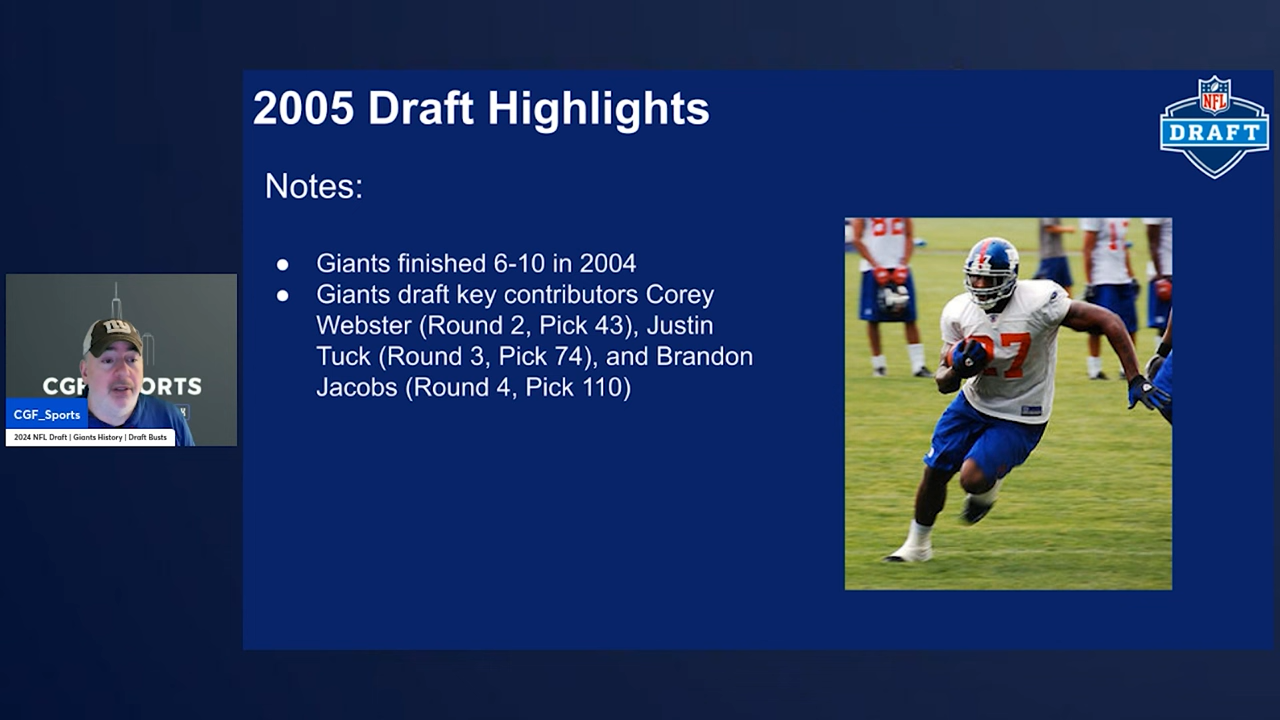 2005 Draft Highlights
NFL
DRAFT
Notes:
● Giants finished 6-10 in 2004
● Giants draft key contributors Corey
Webster (Round 2, Pick 43), Justin
Tuck (Round 3, Pick 74), and Brandon
Jacobs (Round 4, Pick 110)
27
CGF_Sports
2024 NFL Draft | Giants History | Draft Busts